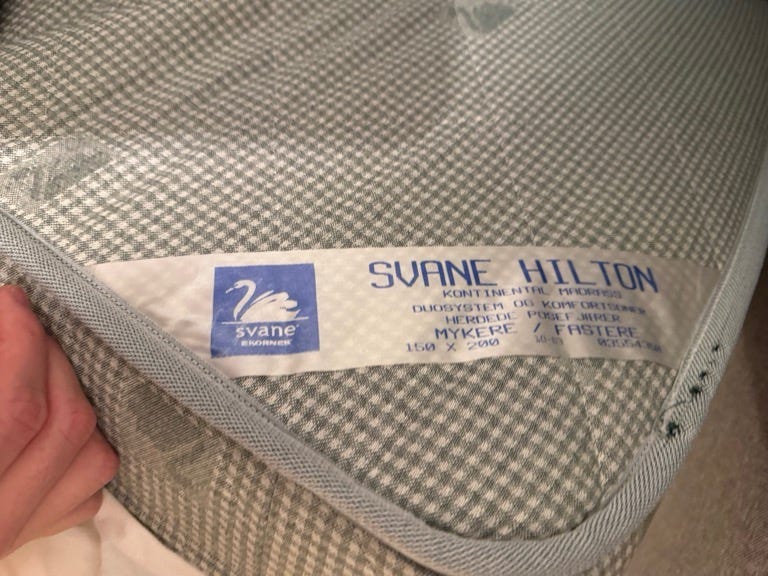 svane®
EKORNES
SVANE HILTON
KONTINENTAL MADRASS
DUOSYSTEM OG KOMFORTSONER
HERDEDE POSEFJÆRER
MYKERE / FASTERE
150 X 200